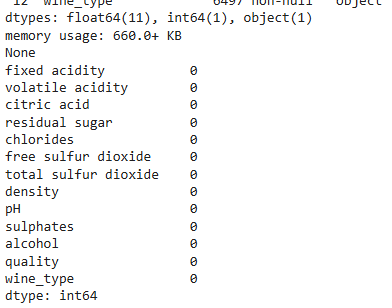 12 wine_type 6497 non-null object
dtypes: float64(11), int64(1), object(1)
memory usage: 660.0+ KB
None
fixed acidity 0
volatile acidity 0
citric acid 0
residual sugar 0
chlorides 0
free sulfur dioxide 0
total sulfur dioxide 0
density 0
pH 0
sulphates 0
alcohol 0
quality 0
wine_type 0
dtype: int64